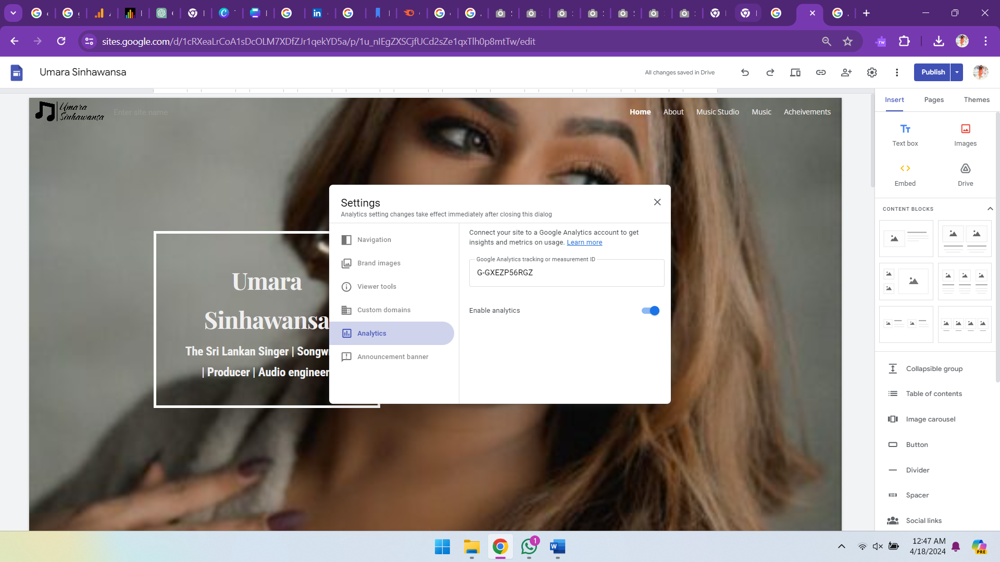 sites.google.com/d/1cRXeaLrCoA1sDcOLM7XDfZJr1qekYD5a/p/1u_nIEgZXSCjfUCd2sZe1qxTlh0p8mtTw/edit
rw
Umara Sinhawansa
All changes saved in Drive
Publish
Umara
Sinhawansa
Enter site name
Home
About
Music Studio
Music
Acheivements
Umara
Sinhawansa
The Sri Lankan Singer | Songw
| Producer | Audio engineer
Settings
Analytics setting changes take effect immediately after closing this dialog
Navigation
Brand images
Viewer tools
Custom domains
Analytics
Announcement banner
Connect your site to a Google Analytics account to get
insights and metrics on usage. Learn more
Google Analytics tracking or measurement ID
G-GXEZP56RGZ
Enable analytics
Insert
Pages
Themes
Text box
Images
Embed
Drive
CONTENT BLOCKS
Collapsible group
Table of contents
Image carousel
Button
Divider
Spacer
Social links
1
12:47 AM
4/18/2024
PRE